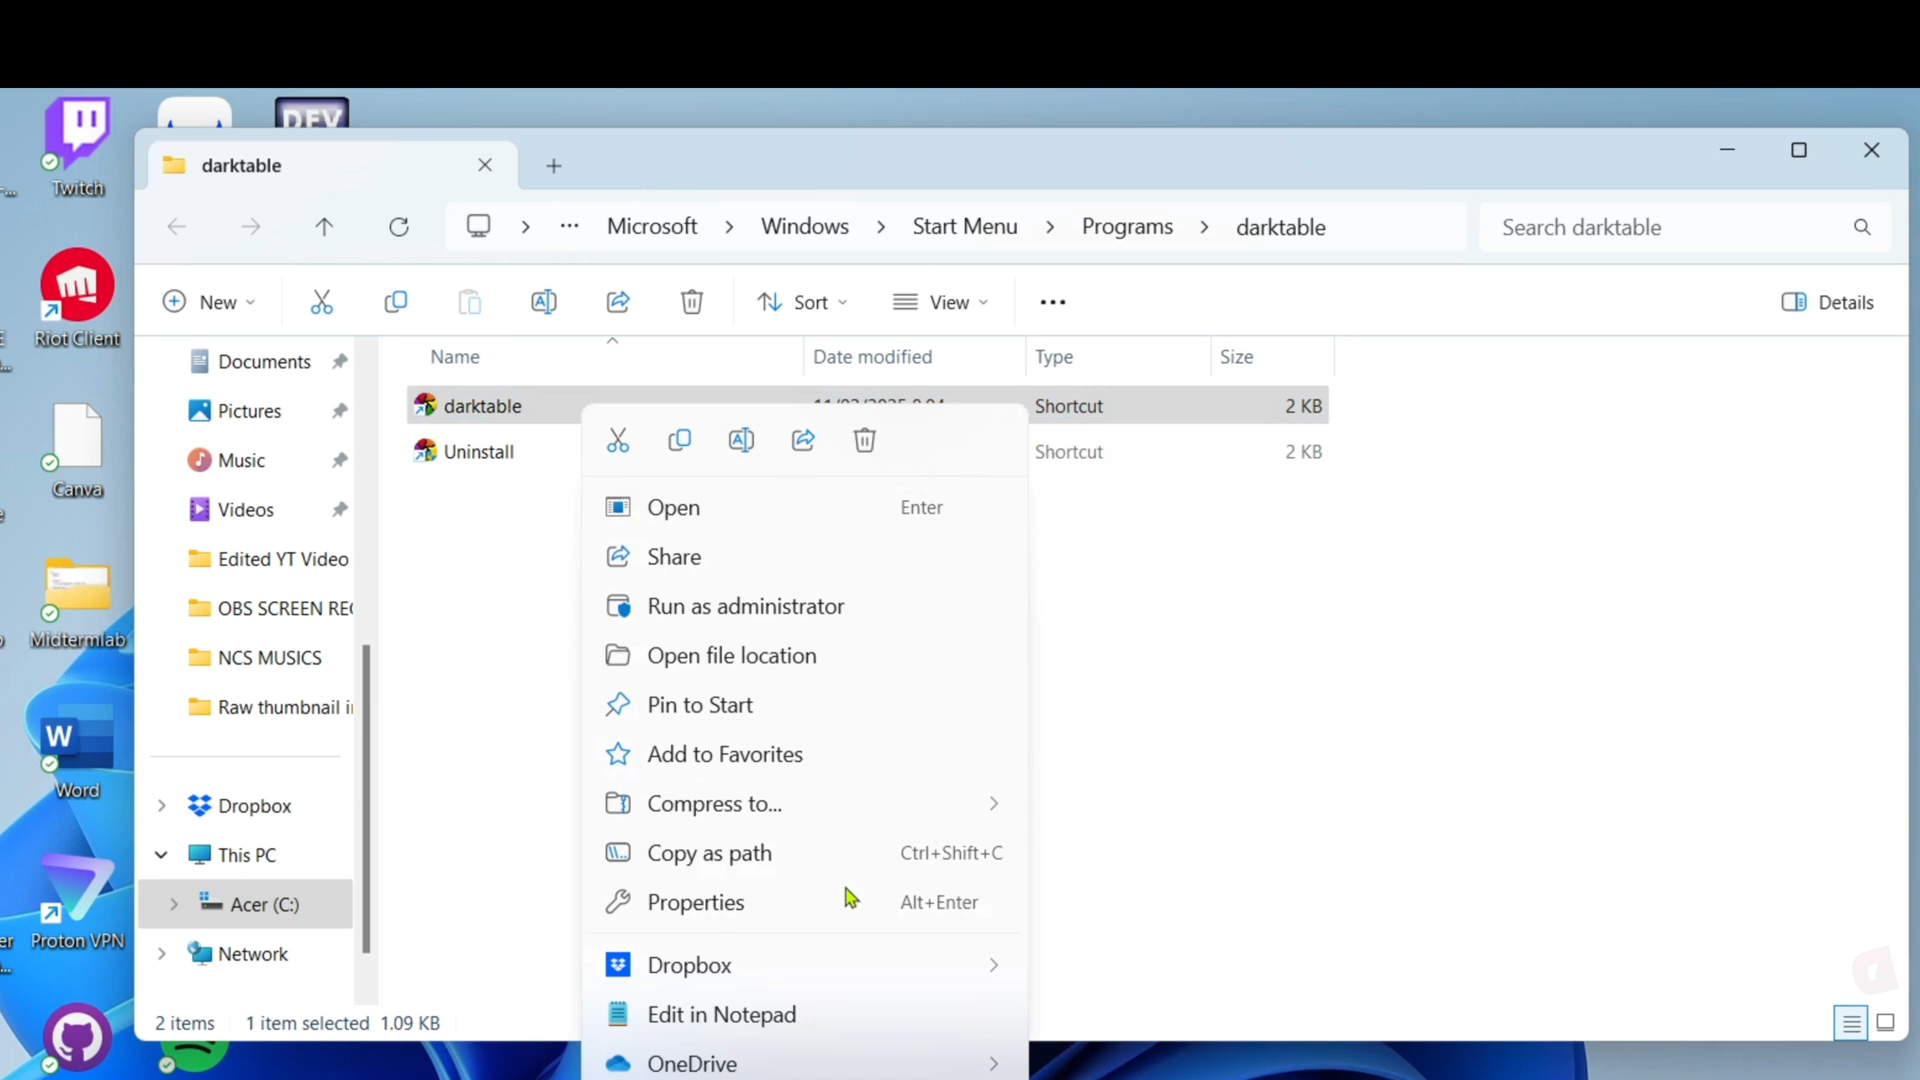 DEV
Twitch
Riot Client
Canva
Midtermlab
Word
Proton VPN
darktable
Microsoft > Windows > Start Menu > Programs > darktable
Search darktable
New
Sort
View
Details
Documents
Pictures
Music
Videos
Edited YT Video
OBS SCREEN REC
NCS MUSICS
Raw thumbnail i
Dropbox
This PC
Acer (C:)
Network
Name Date modified Type Size
darktable Shortcut 2 KB
Uninstall Shortcut 2 KB
Open Enter
Share
Run as administrator
Open file location
Pin to Start
Add to Favorites
Compress to...
Copy as path Ctrl+Shift+C
Properties Alt+Enter
Dropbox
Edit in Notepad
OneDrive
2 items 1 item selected 1.09 KB